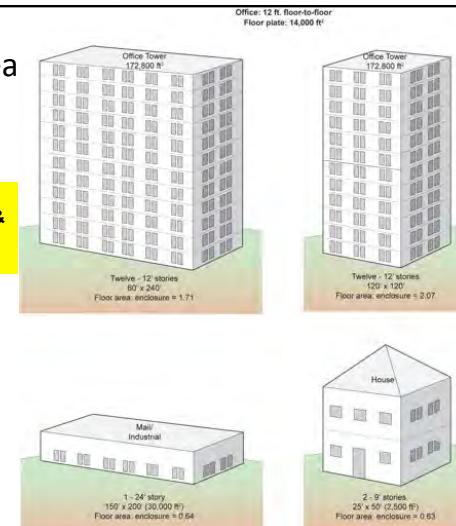 Office: 12 ft. floor-to-floor
Floor plate: 14,000 ft²
ea
&
Office Tower
172,800 ft²
Twelve - 12' stories
60' x 240'
Floor area: enclosure = 1.71
Office Tower
172,800 ft²
Twelve - 12' stories
120' x 120'
Floor area: enclosure = 2.07
Mall/
Industrial
1 - 24' story
150' x 200' (30,000 ft²)
Floor area: enclosure = 0.64
House
2 - 9' stories
25' x 50' (2,500 ft²)
Floor area: enclosure = 0.63